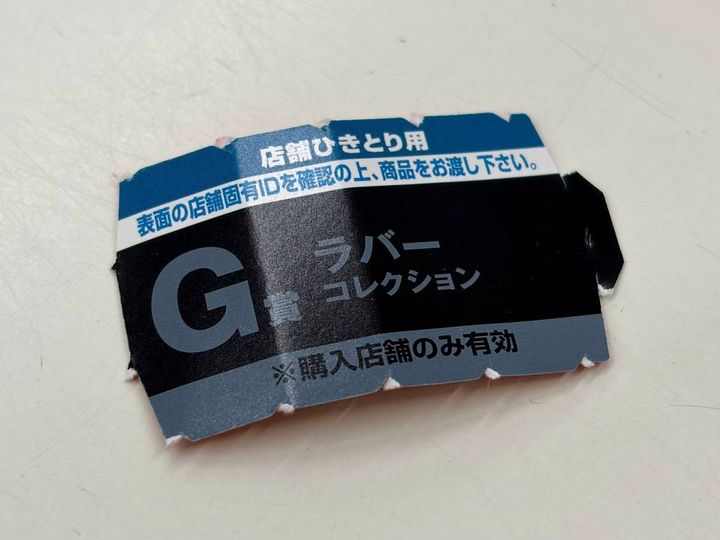 店舗ひきとり用
表面の店舗固有IDを確認の上、商品をお渡し下さい。
G賞
ラバー
コレクション
※購入店舗のみ有効